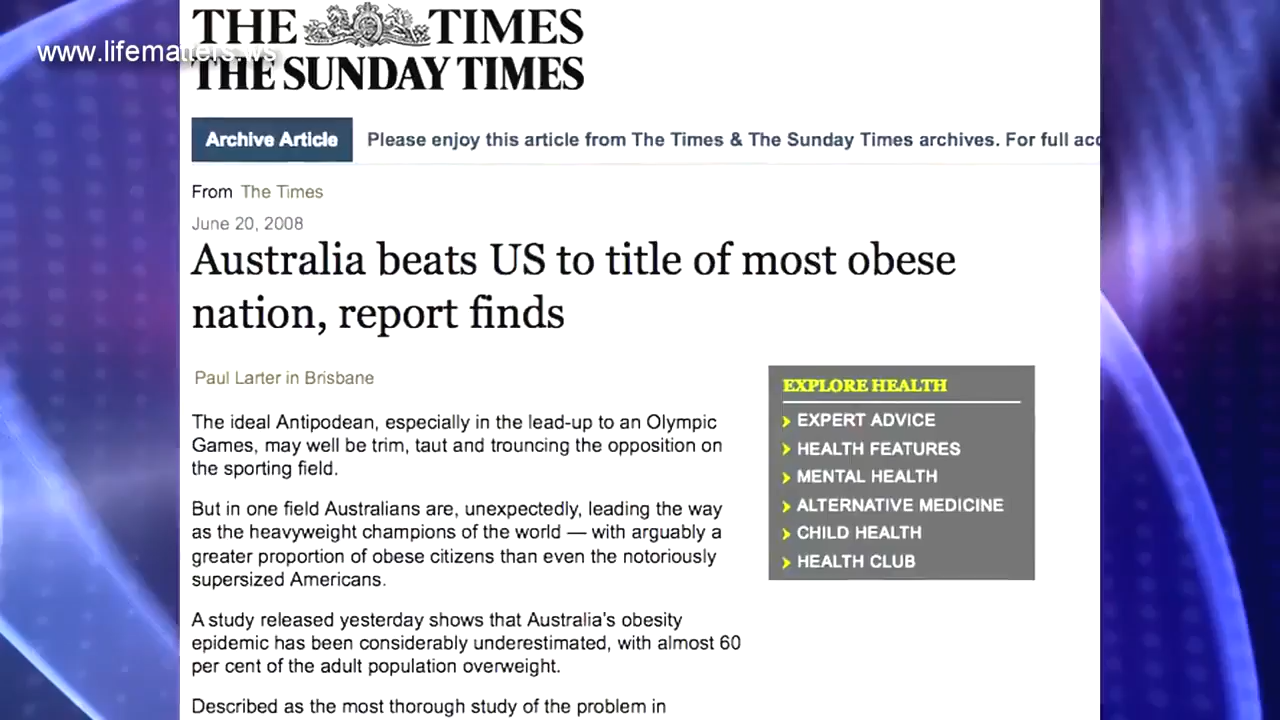 THE TIMES
www.lifematters.ws
THE SUNDAY TIMES
Archive Article
Please enjoy this article from The Times & The Sunday Times archives. For full
From The Times
June 20, 2008
Australia beats US to title of most obese
nation, report finds
Paul Larter in Brisbane
The ideal Antipodean, especially in the lead-up to an Olympic
Games, may well be trim, taut and trouncing the opposition on
the sporting field.
But in one field Australians are, unexpectedly, leading the way
as the heavyweight champions of the world — with arguably a
greater proportion of obese citizens than even the notoriously
supersized Americans.
A study released yesterday shows that Australia's obesity
epidemic has been considerably underestimated, with almost 60
per cent of the adult population overweight.
Described as the most thorough study of the problem in
EXPLORE HEALTH
EXPERT ADVICE
HEALTH FEATURES
MENTAL HEALTH
ALTERNATIVE MEDICINE
CHILD HEALTH
HEALTH CLUB